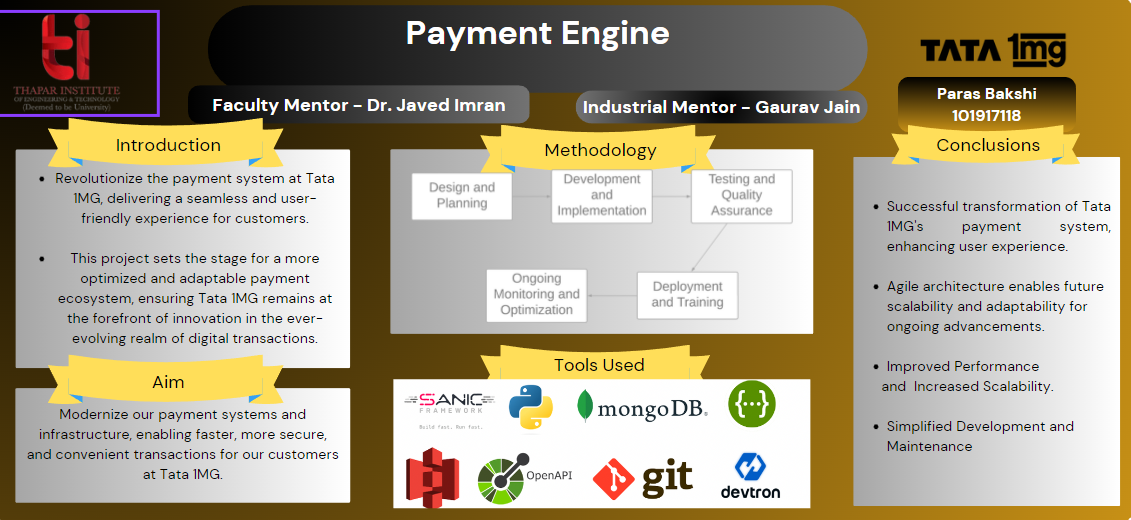 Payment Engine
ti
THAPAR INSTITUTE
OF ENGINEERING & TECHNOLOGY
(Deemed to be University)
TATA 1mg
Faculty Mentor - Dr. Javed Imran
Industrial Mentor - Gaurav Jain
Paras Bakshi
101917118
Introduction
• Revolutionize the payment system at Tata
1MG, delivering a seamless and user-
friendly experience for customers.
• This project sets the stage for a more
optimized and adaptable payment
ecosystem, ensuring Tata 1MG remains at
the forefront of innovation in the ever-
evolving realm of digital transactions.
Aim
Modernize our payment systems and
infrastructure, enabling faster, more secure,
and convenient transactions for our customers
at Tata 1MG.
Methodology
Design and
Planning
Development
and
Implementation
Testing and
Quality
Assurance
Deployment
and Training
Ongoing
Monitoring and
Optimization
Tools Used
SANIC
FRAMEWORK
Build fast. Run fast.
mongoDB®
{...}
OpenAPI
git
devtron
Conclusions
• Successful transformation of Tata
1MG's payment system,
enhancing user experience.
• Agile architecture enables future
scalability and adaptability for
ongoing advancements.
• Improved Performance
and Increased Scalability.
• Simplified Development and
Maintenance